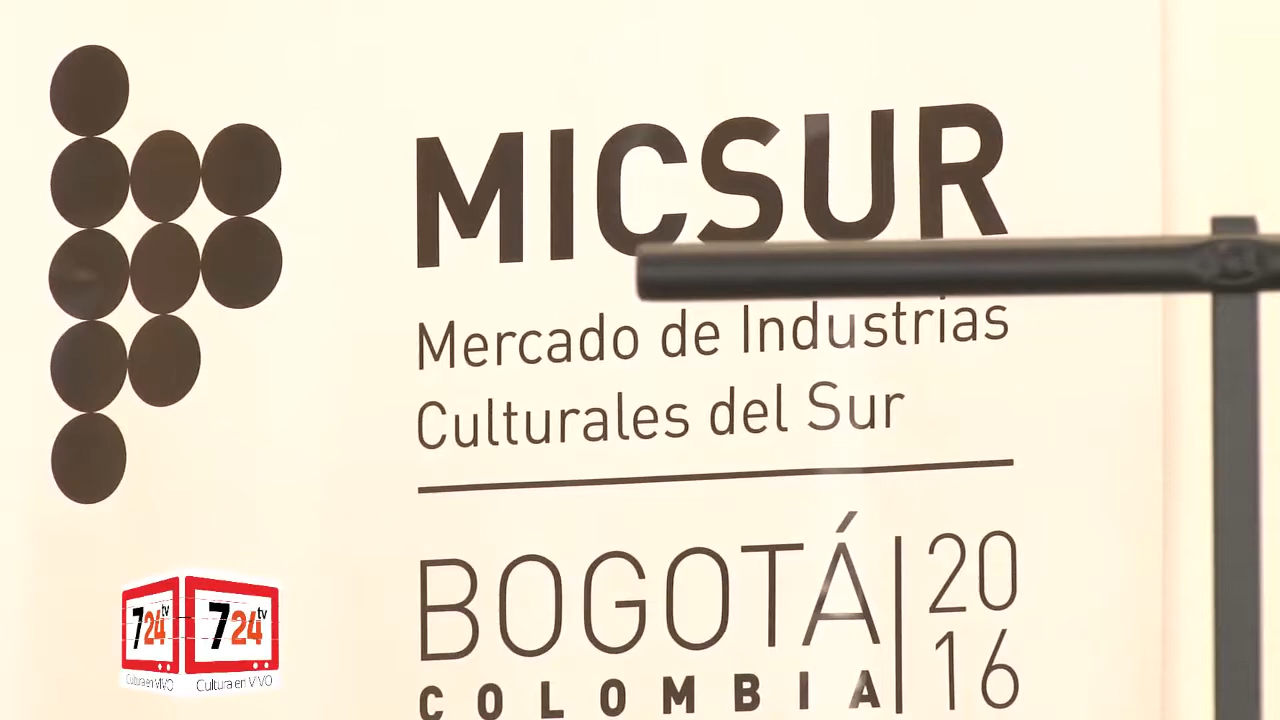 MICSUR
Mercado de Industrias
Culturales del Sur
BOGOTÁ
COLOMBIA
20
16
724 tv
Cultura en VIVO
724 tv
Cultura en VIVO